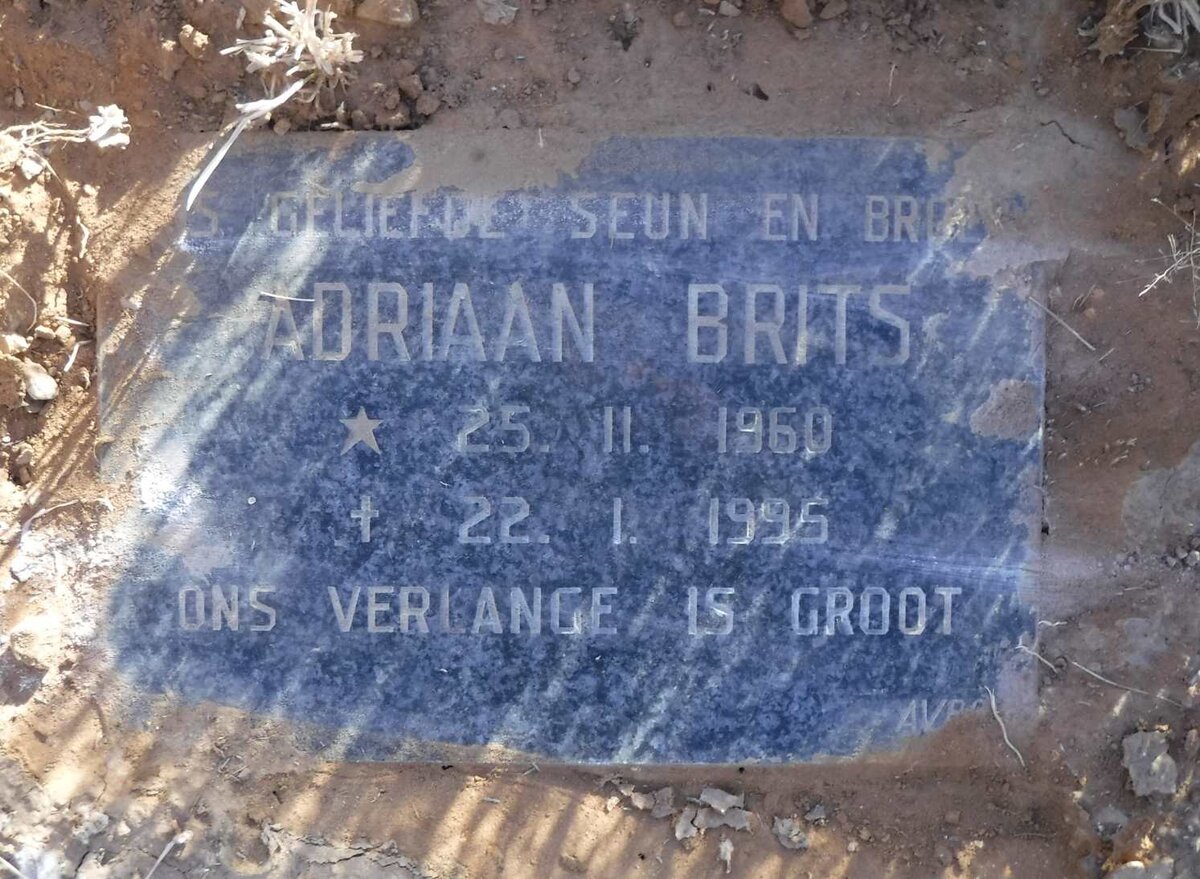 GELIEFDE SEUN EN
ADRIAAN BRITS
★ 25. 11. 1960
† 22. 1. 1995
ONS VERLANGE IS GROOT